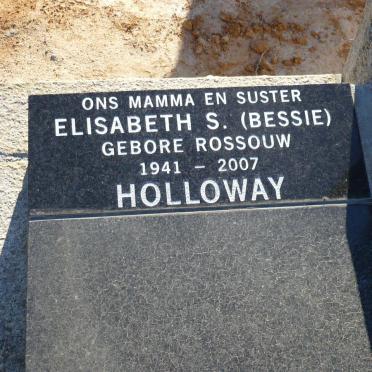 ONS MAMMA EN SUSTER
ELISABETH S. (BESSIE)
GEBORE ROSSOUW
1941 – 2007
HOLLOWAY